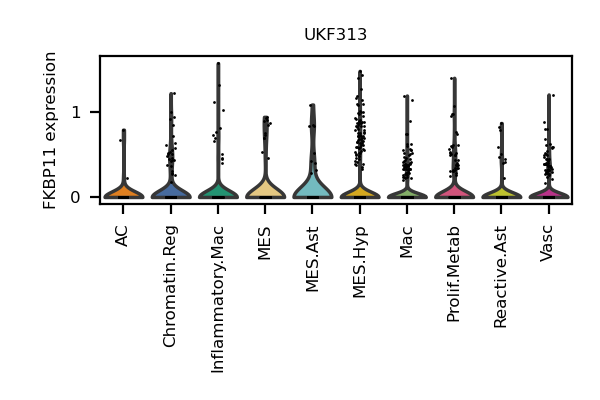 UKF313
FKBP11 expression
1
0
AC
Chromatin.Reg
Inflammatory.Mac
MES
MES.Ast
MES.Hyp
Mac
Prolif.Metab
Reactive.Ast
Vasc